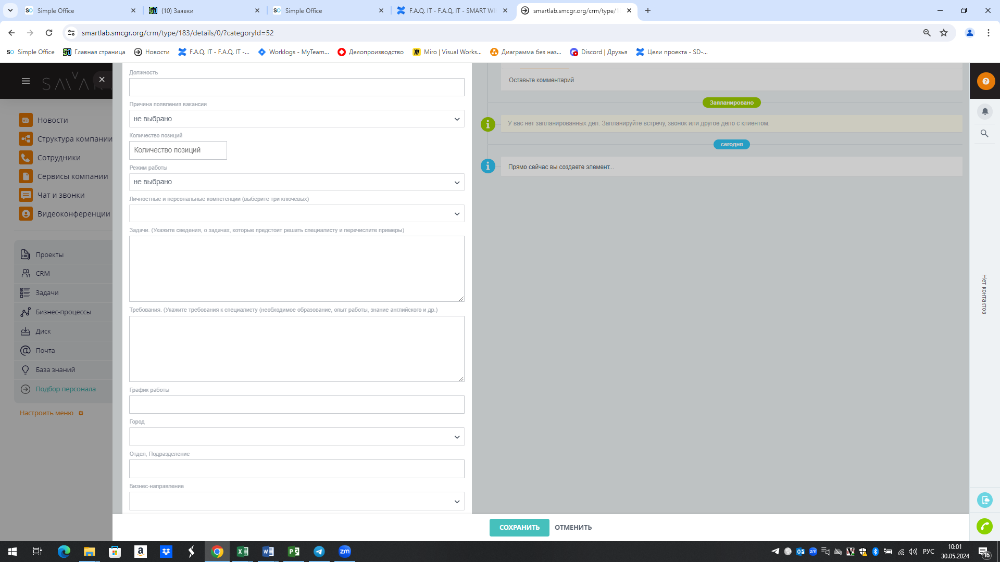 Simple Office
(10) Заявки
Simple Office
F.A.Q. IT - F.A.Q. IT - SMART WI
smartlab.smcgr.org/crm/type/1
smartlab.smcgr.org/crm/type/183/details/0/?categoryId=52
Simple Office
Главная страница
Новости
F.A.Q. IT - F.A.Q. IT -...
Worklogs - MyTeam...
Делопроизводство
Miro | Visual Works...
Диаграмма без наз...
Discord | Друзья
Цели проекта - SD-...
Новости
Структура компании
Сотрудники
Сервисы компании
Чат и звонки
Видеоконференции
Проекты
CRM
Задачи
Бизнес-процессы
Диск
Почта
База знаний
Подбор персонала
Настроить меню
Должность
Причина появления вакансии
не выбрано
Количество позиций
Количество позиций
Режим работы
не выбрано
Личностные и персональные компетенции (выберите три ключевых)
Задачи. (Укажите сведения, о задачах, которые предстоит решать специалисту и перечислите примеры)
Требования. (Укажите требования к специалисту (необходимое образование, опыт работы, знание английского и др.)
График работы
Город
Отдел, Подразделение
Бизнес-направление
Оставьте комментарий
Запланировано
У вас нет запланированных дел. Запланируйте встречу, звонок или другое дело с клиентом.
сегодня
Прямо сейчас вы создаете элемент...
Нет контактов
СОХРАНИТЬ
ОТМЕНИТЬ
РУС
10:01
30.05.2024
16